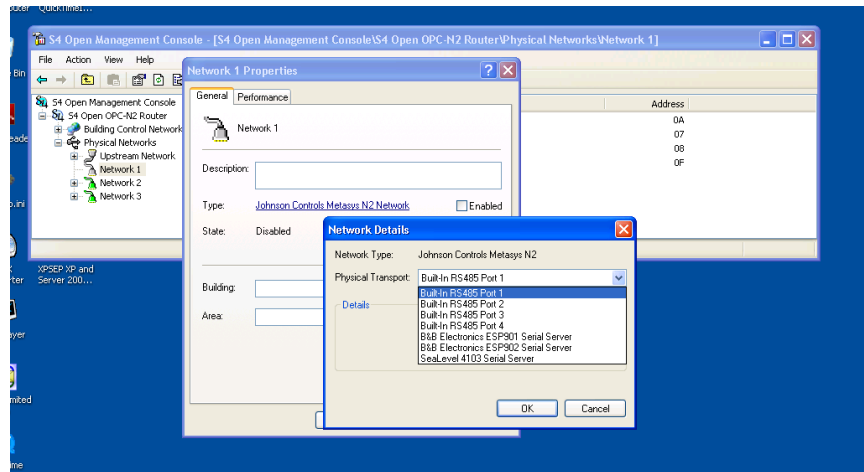 QuickTimeI...
S4 Open Management Console - [S4 Open Management Console\S4 Open OPC-N2 Router\Physical Networks\Network 1]
File Action View Help
Bin
S4 Open Management Console
S4 Open OPC-N2 Router
Building Control Network
Physical Networks
Upstream Network
Network 1
Network 2
Network 3
Address
0A
07
08
0F
Network 1 Properties
General Performance
Network 1
Description:
Type: Johnson Controls Metasys N2 Network Enabled
State: Disabled
Building:
Area:
Network Details
Network Type: Johnson Controls Metasys N2
Physical Transport: Built-In RS485 Port 1
Built-In RS485 Port 1
Built-In RS485 Port 2
Built-In RS485 Port 3
Built-In RS485 Port 4
B&B Electronics ESP901 Serial Server
B&B Electronics ESP902 Serial Server
SeaLevel 4103 Serial Server
Details
OK Cancel
XPSEP XP and
Server 200...